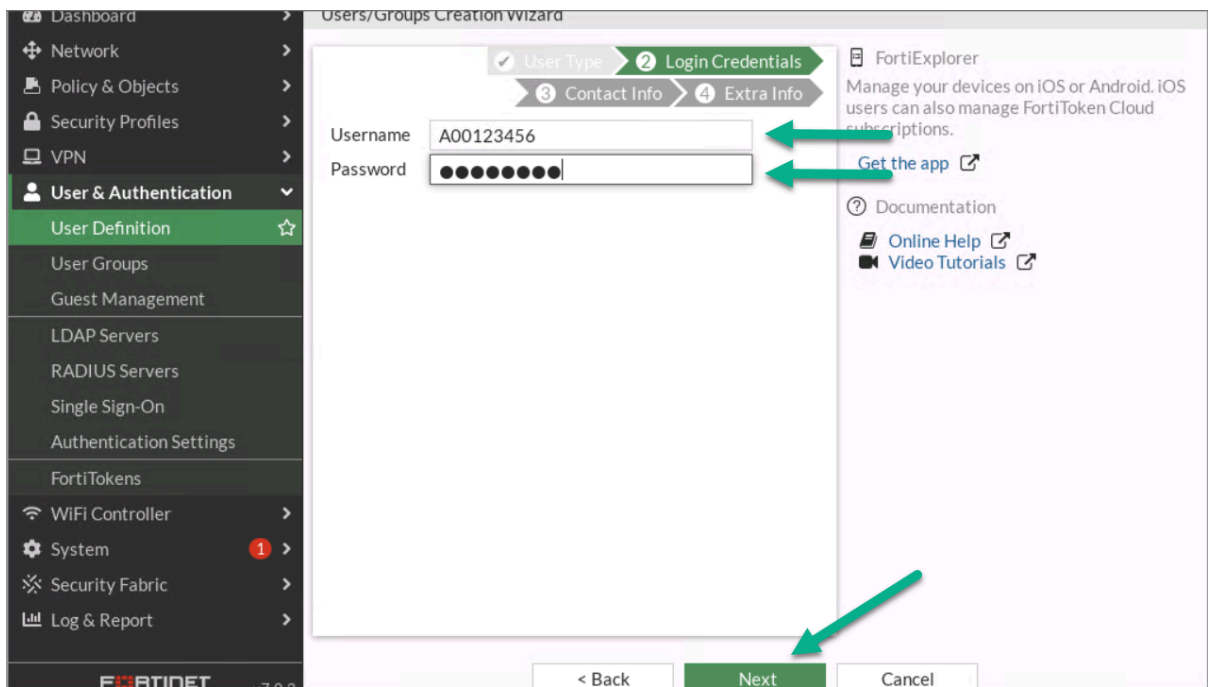 Dashboard
Network
Policy & Objects
Security Profiles
VPN
User & Authentication
User Definition
User Groups
Guest Management
LDAP Servers
RADIUS Servers
Single Sign-On
Authentication Settings
FortiTokens
WiFi Controller
System 1
Security Fabric
Log & Report
FORTINET
Users/Groups Creation Wizard
User Type 2 Login Credentials
3 Contact Info 4 Extra Info
Username A00123456
Password ●●●●●●●●
< Back Next Cancel
FortiExplorer
Manage your devices on iOS or Android. iOS
users can also manage FortiToken Cloud
subscriptions.
Get the app
Documentation
Online Help
Video Tutorials